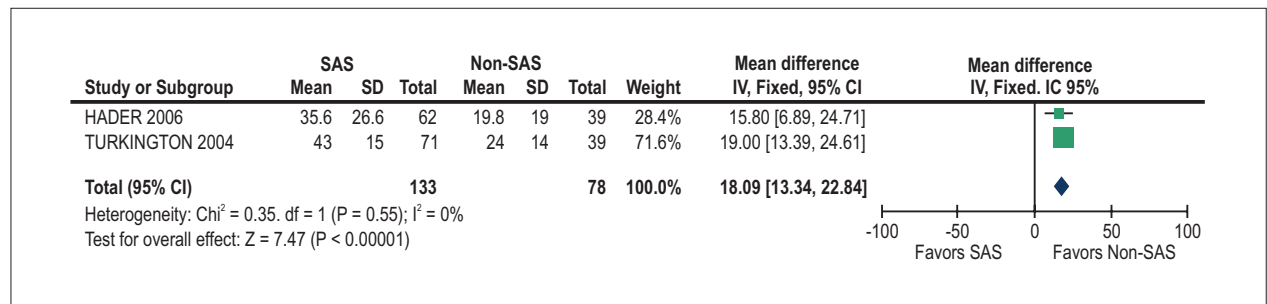 SAS Non-SAS Mean difference Mean difference
Study or Subgroup Mean SD Total Mean SD Total Weight IV, Fixed, 95% CI IV, Fixed. IC 95%
HADER 2006 35.6 26.6 62 19.8 19 39 28.4% 15.80 [6.89, 24.71]
TURKINGTON 2004 43 15 71 24 14 39 71.6% 19.00 [13.39, 24.61]
Total (95% CI) 133 78 100.0% 18.09 [13.34, 22.84]
Heterogeneity: Chi² = 0.35. df = 1 (P = 0.55); I² = 0%
Test for overall effect: Z = 7.47 (P < 0.00001)
-100 -50 0 50 100
Favors SAS Favors Non-SAS